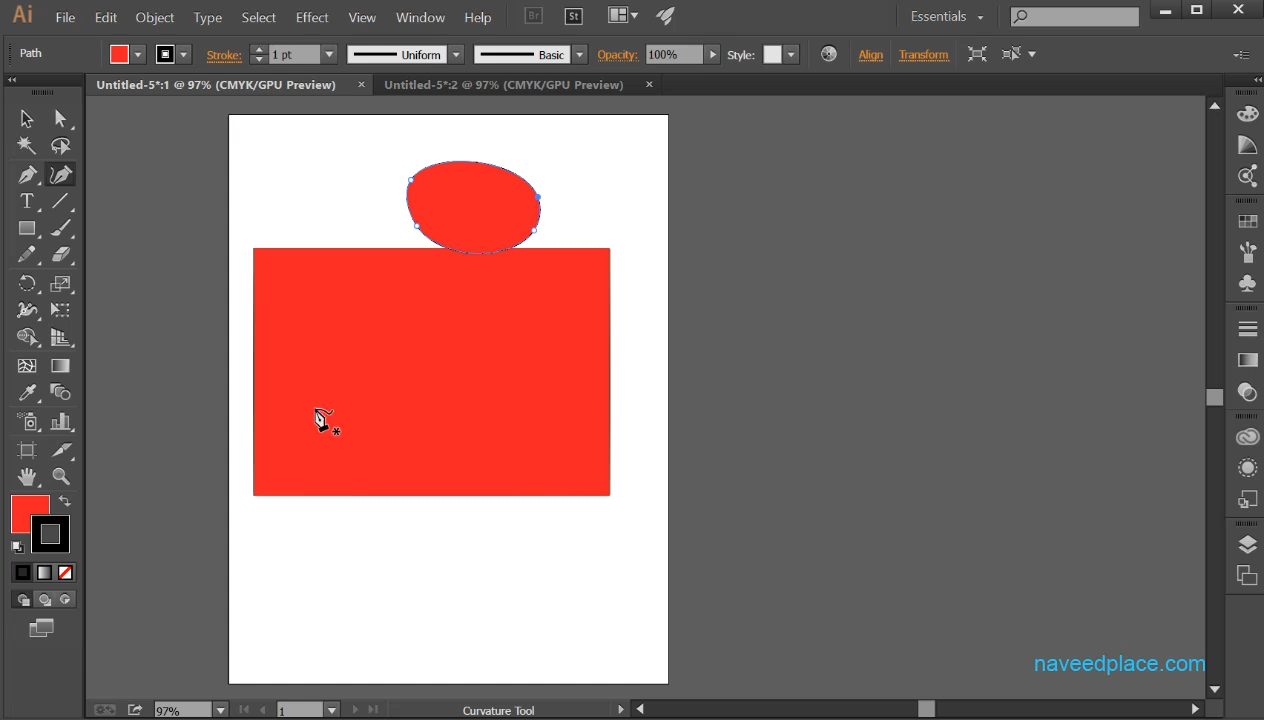 Ai File Edit Object Type Select Effect View Window Help Br St Essentials
Path Stroke: 1 pt Uniform Basic Opacity: 100% Style: Align Transform
Untitled-5*:1 @ 97% (CMYK/GPU Preview) × Untitled-5*:2 @ 97% (CMYK/GPU Preview) ×
T
naveedplace.com
97% 1 Curvature Tool